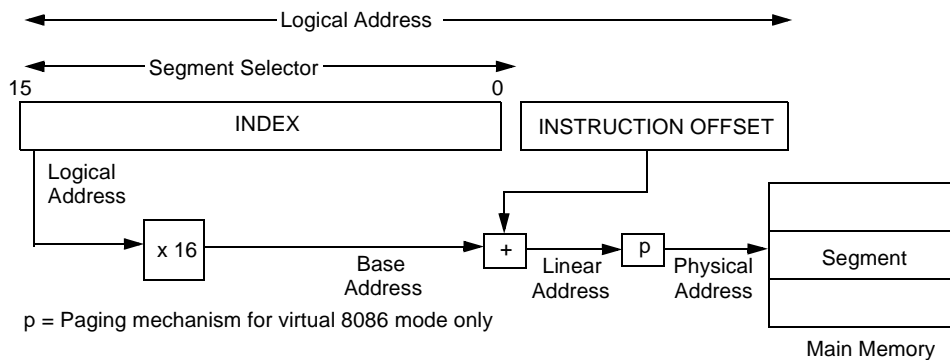 Logical Address
Segment Selector
15
0
INDEX
INSTRUCTION OFFSET
Logical
Address
x 16
+
p
Base
Address
Linear
Address
Physical
Address
Segment
p = Paging mechanism for virtual 8086 mode only
Main Memory